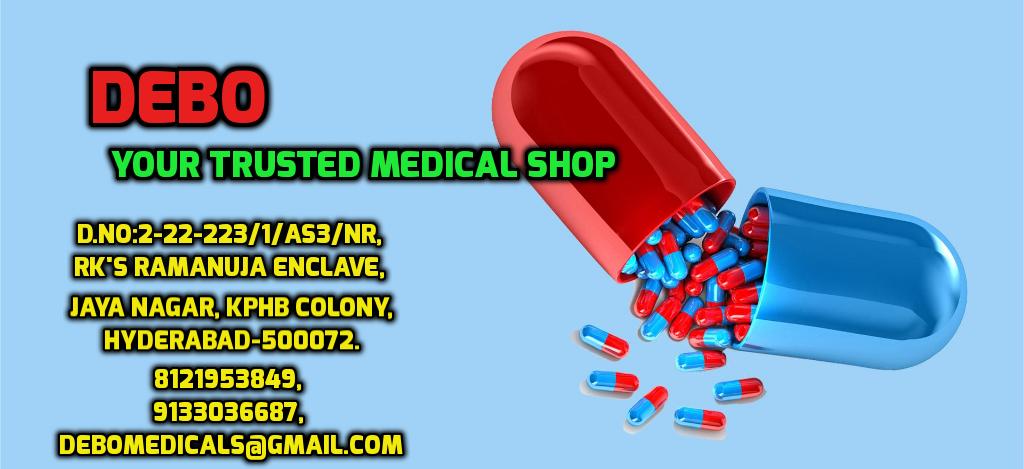 DEBO
YOUR TRUSTED MEDICAL SHOP
D.NO:2-22-223/1/AS3/NR,
RK'S RAMANUJA ENCLAVE,
JAYA NAGAR, KPHB COLONY,
HYDERABAD-500072.
8121953849,
9133036687,
DEBOMEDICALS@GMAIL.COM